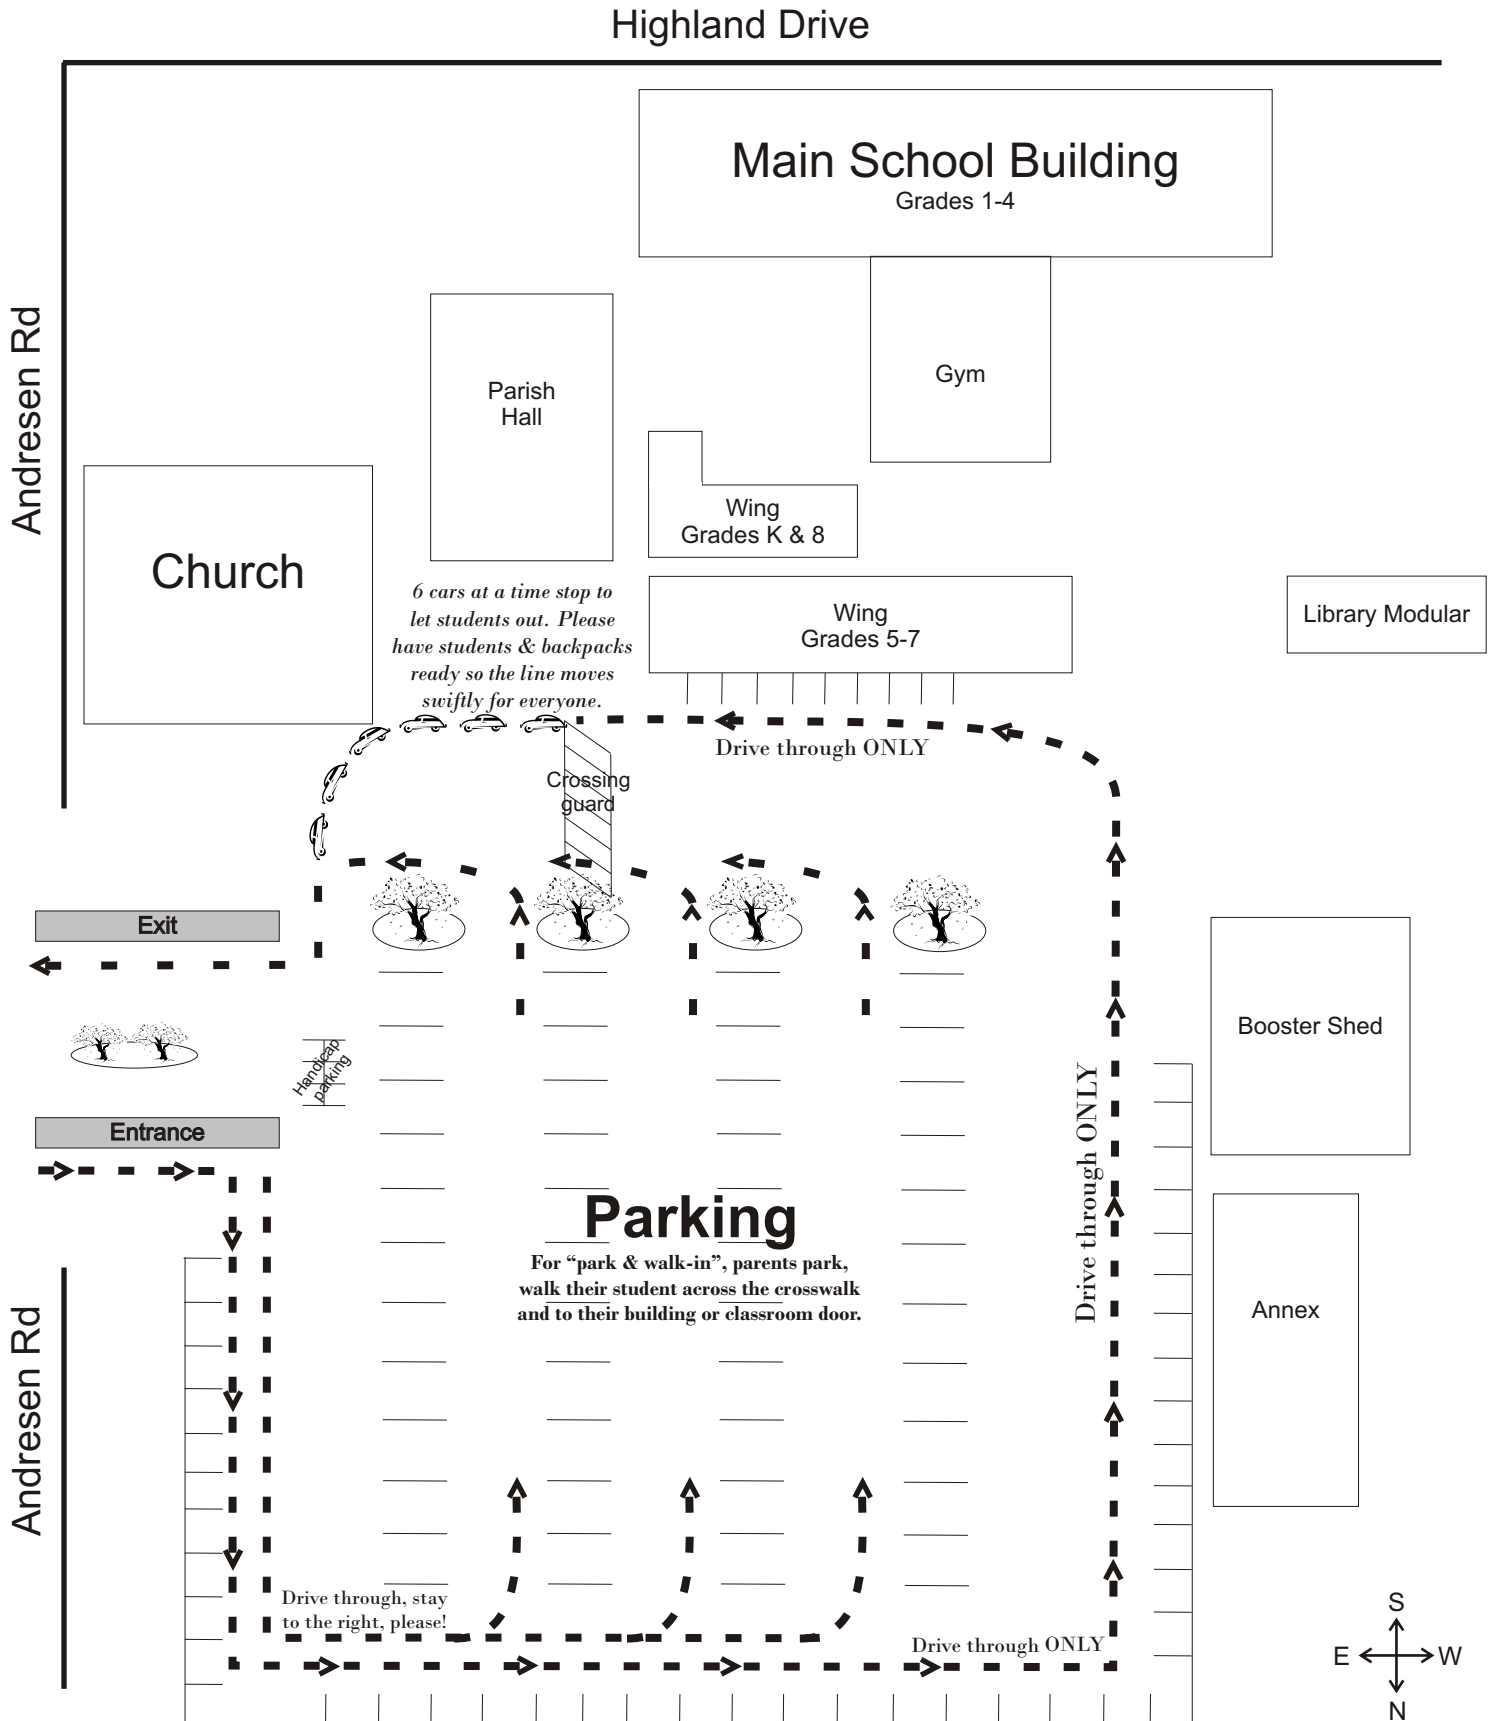 Highland Drive
Main School Building
Grades 1-4
Andresen Rd
Parish
Hall
Gym
Wing
Grades K & 8
Church
6 cars at a time stop to
let students out. Please
have students & backpacks
ready so the line moves
swiftly for everyone.
Wing
Grades 5-7
Library Modular
Drive through ONLY
Crossing
guard
Exit
Booster Shed
Handicap
parking
Entrance
Drive through ONLY
Parking
For “park & walk-in”, parents park,
walk their student across the crosswalk
and to their building or classroom door.
Annex
Andresen Rd
Drive through, stay
to the right, please!
Drive through ONLY
S
E W
N